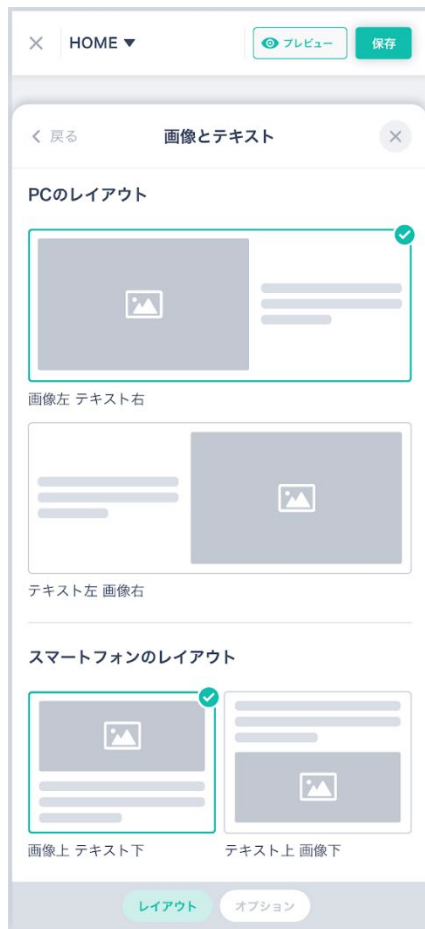 HOME ▼
プレビュー
保存
戻る
画像とテキスト
PCのレイアウト
画像左 テキスト右
テキスト左 画像右
スマートフォンのレイアウト
画像上 テキスト下
テキスト上 画像下
レイアウト
オプション